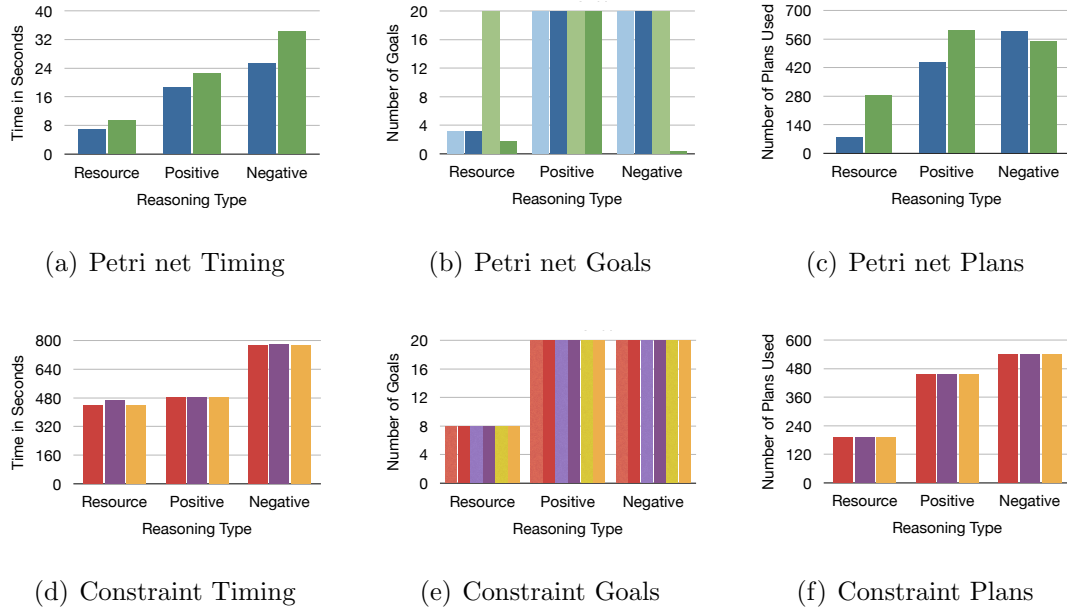 Time in Seconds
40
32
24
16
8
0
Resource Positive Negative
Reasoning Type
(a) Petri net Timing
Number of Goals
20
16
12
8
4
0
Resource Positive Negative
Reasoning Type
(b) Petri net Goals
Number of Plans Used
700
560
420
280
140
0
Resource Positive Negative
Reasoning Type
(c) Petri net Plans
Time in Seconds
800
640
480
320
160
0
Resource Positive Negative
Reasoning Type
(d) Constraint Timing
Number of Goals
20
16
12
8
4
0
Resource Positive Negative
Reasoning Type
(e) Constraint Goals
Number of Plans Used
600
480
360
240
120
0
Resource Positive Negative
Reasoning Type
(f) Constraint Plans